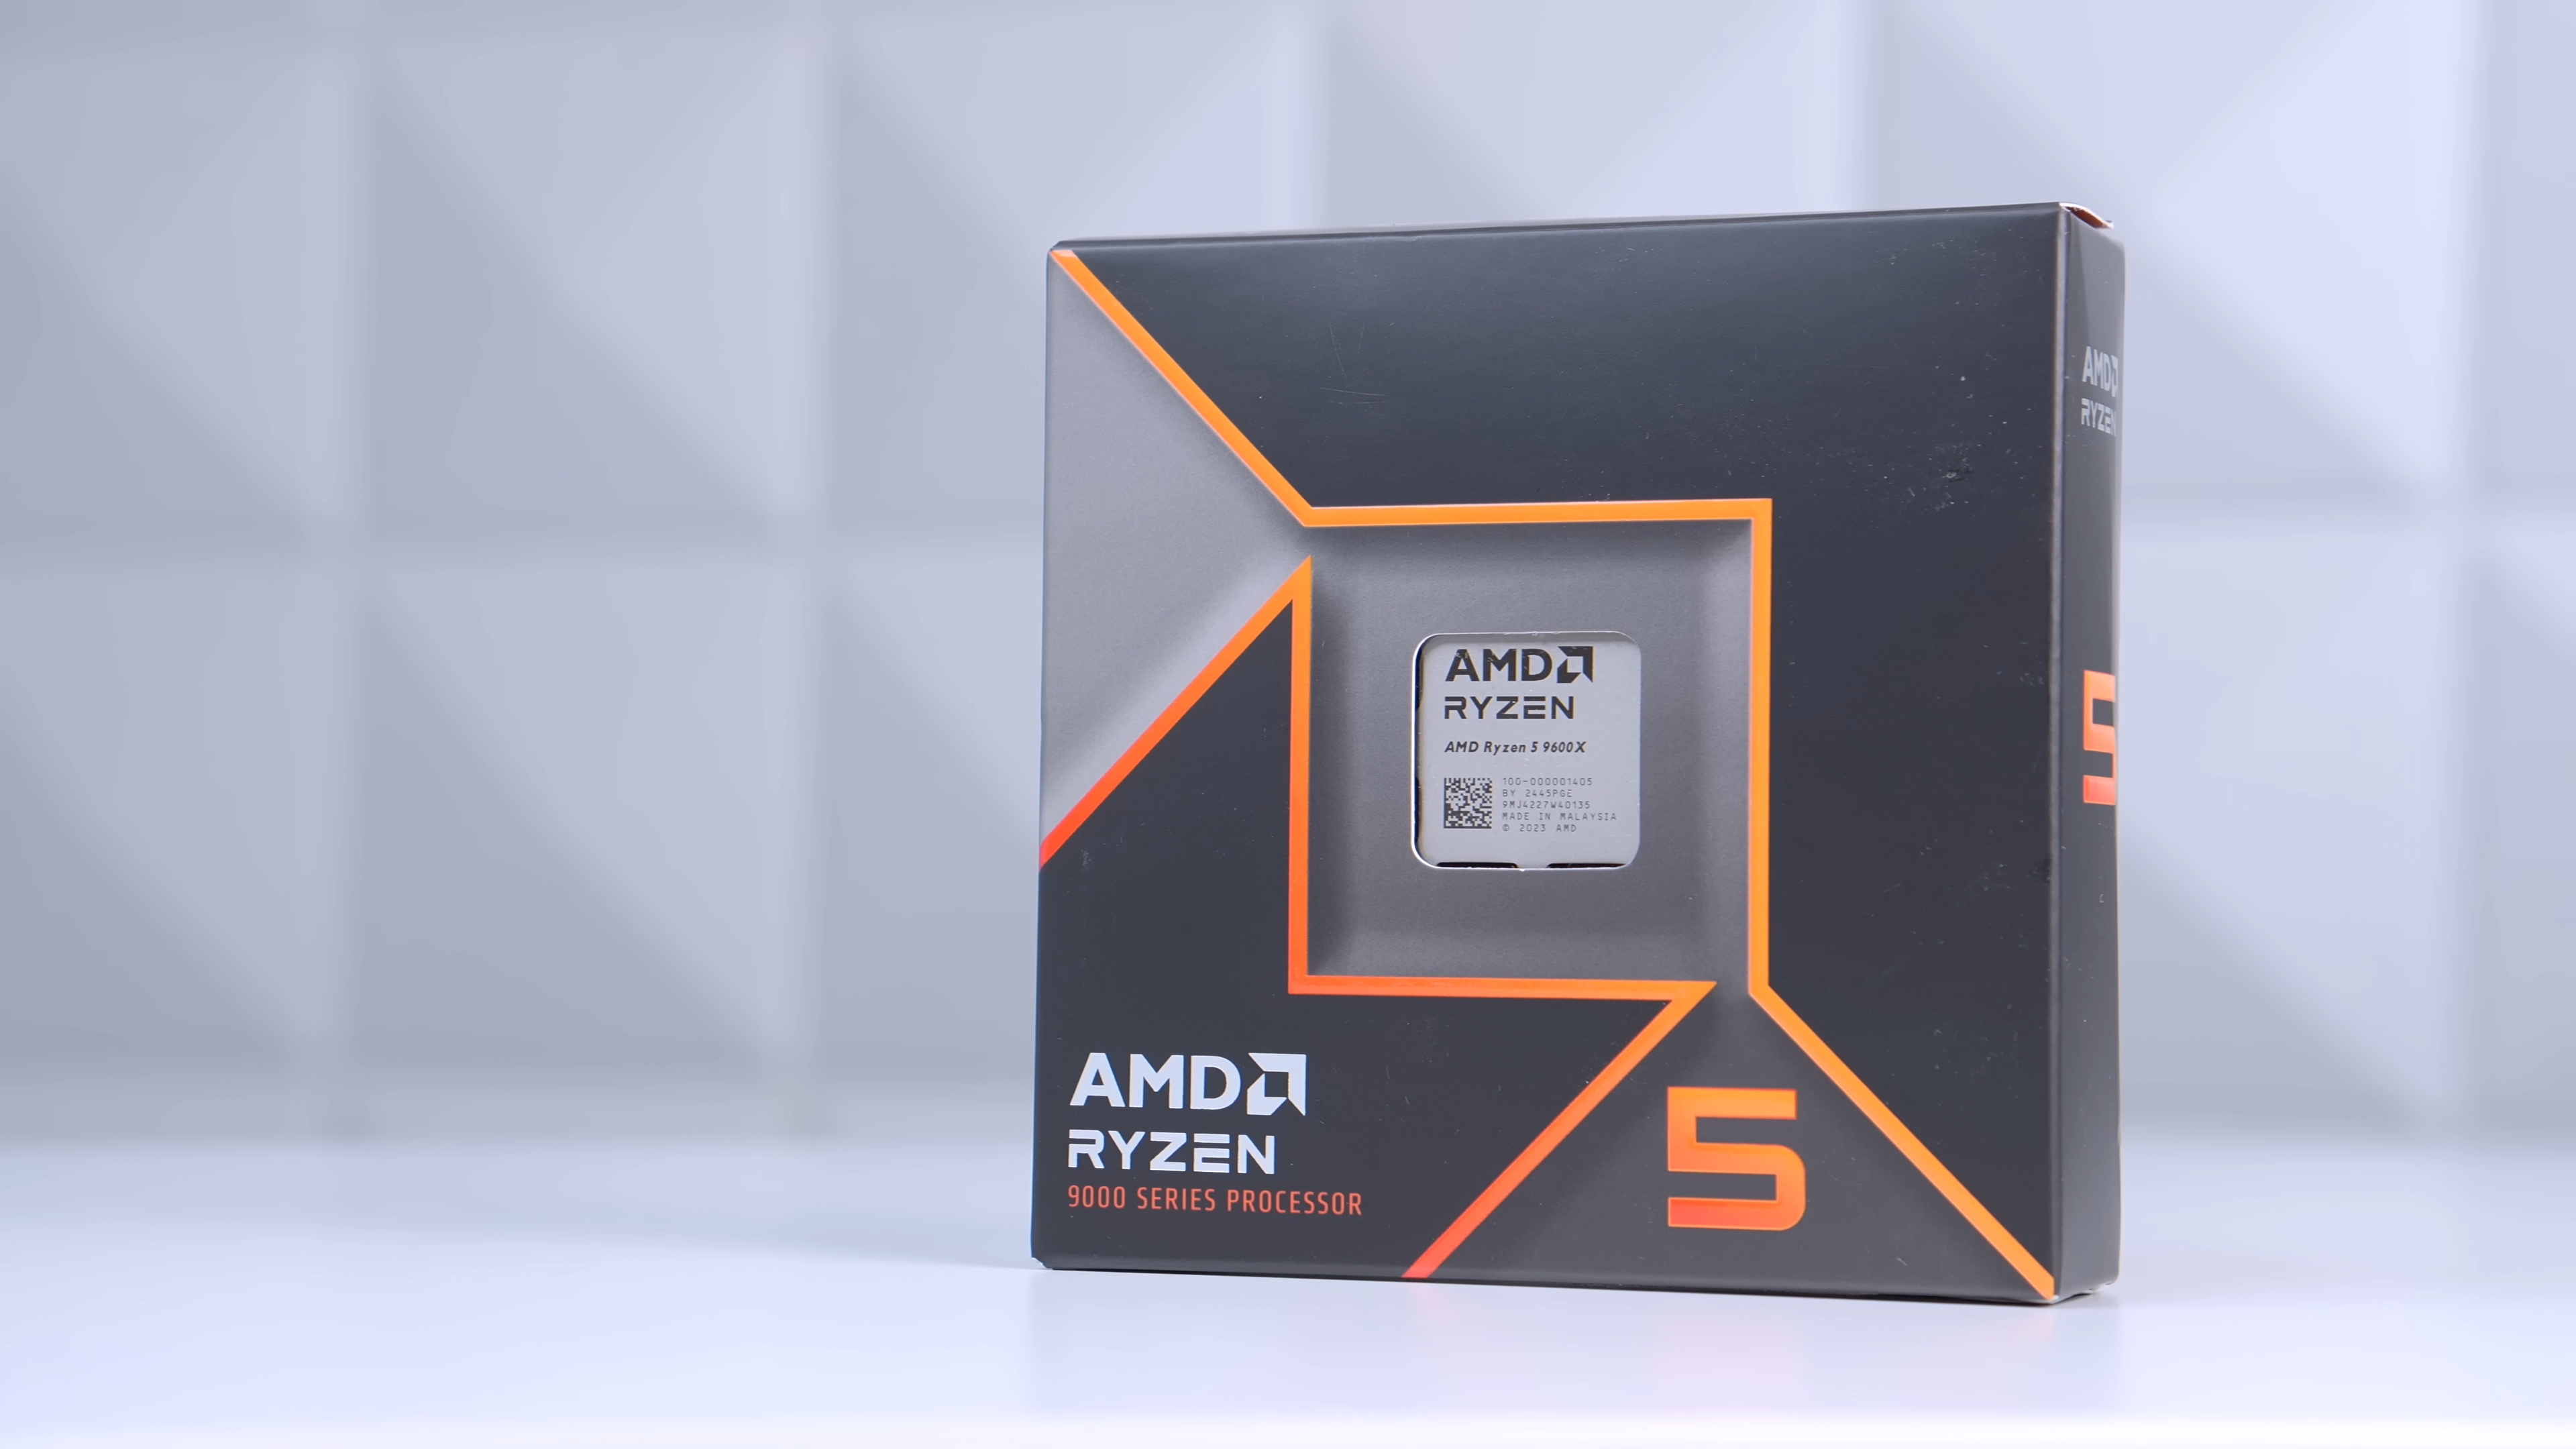 AMD
RYZEN
AMD Ryzen 5 9600X
100-000001405
BY 2445PGE
9MJ4227W40135
MADE IN MALAYSIA
© 2023 AMD
AMD
RYZEN
9000 SERIES PROCESSOR
5
AMD
RYZEN
5